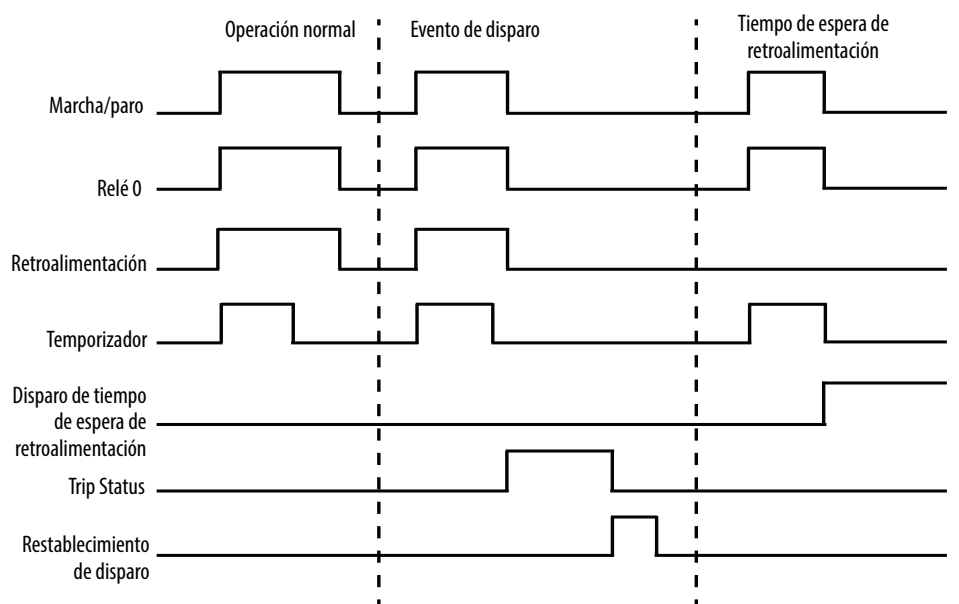 Operación normal
Evento de disparo
Tiempo de espera de
retroalimentación
Marcha/paro
Relé 0
Retroalimentación
Temporizador
Disparo de tiempo
de espera de
retroalimentación
Trip Status
Restablecimiento
de disparo